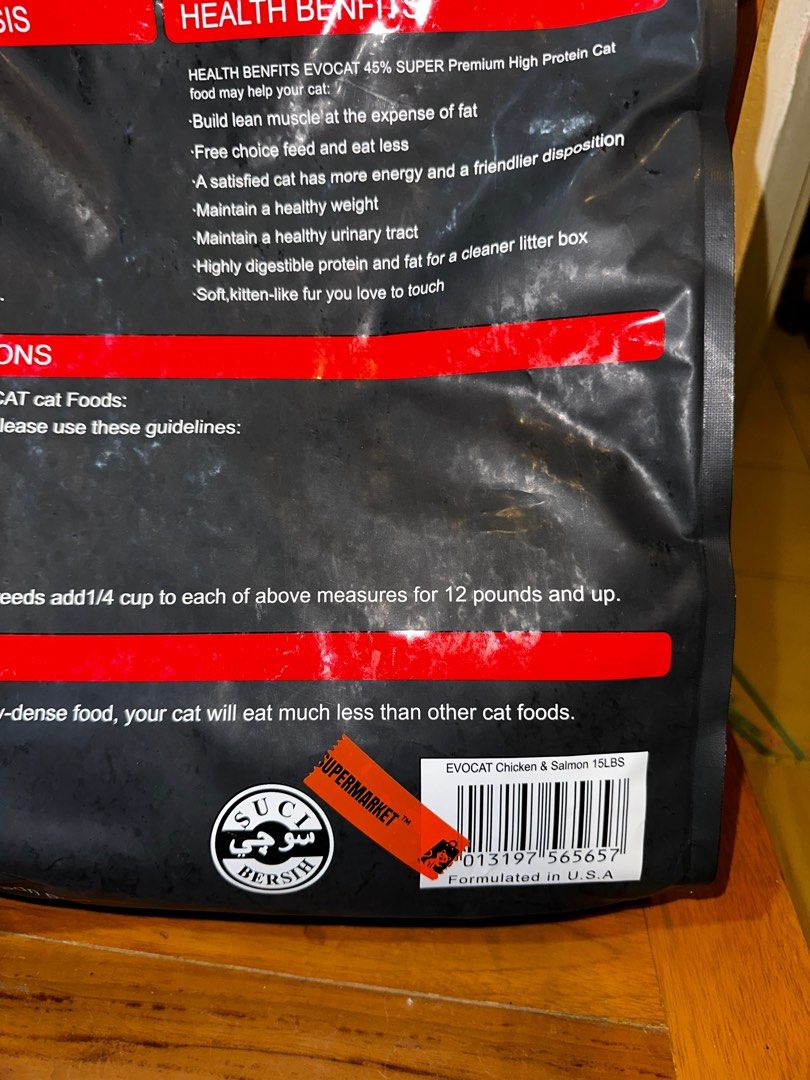 SIS
HEALTH BENFITS
HEALTH BENFITS EVOCAT 45% SUPER Premium High Protein Cat
food may help your cat:
·Build lean muscle at the expense of fat
·Free choice feed and eat less
·A satisfied cat has more energy and a friendlier disposition
·Maintain a healthy weight
·Maintain a healthy urinary tract
·Highly digestible protein and fat for a cleaner litter box
·Soft,kitten-like fur you love to touch
ONS
CAT cat Foods:
lease use these guidelines:
eeds add1/4 cup to each of above measures for 12 pounds and up.
y-dense food, your cat will eat much less than other cat foods.
SUPERMARKET ™
EVOCAT Chicken & Salmon 15LBS
013197 565657
Formulated in U.S.A
SUCI
سوچي
BERSIH